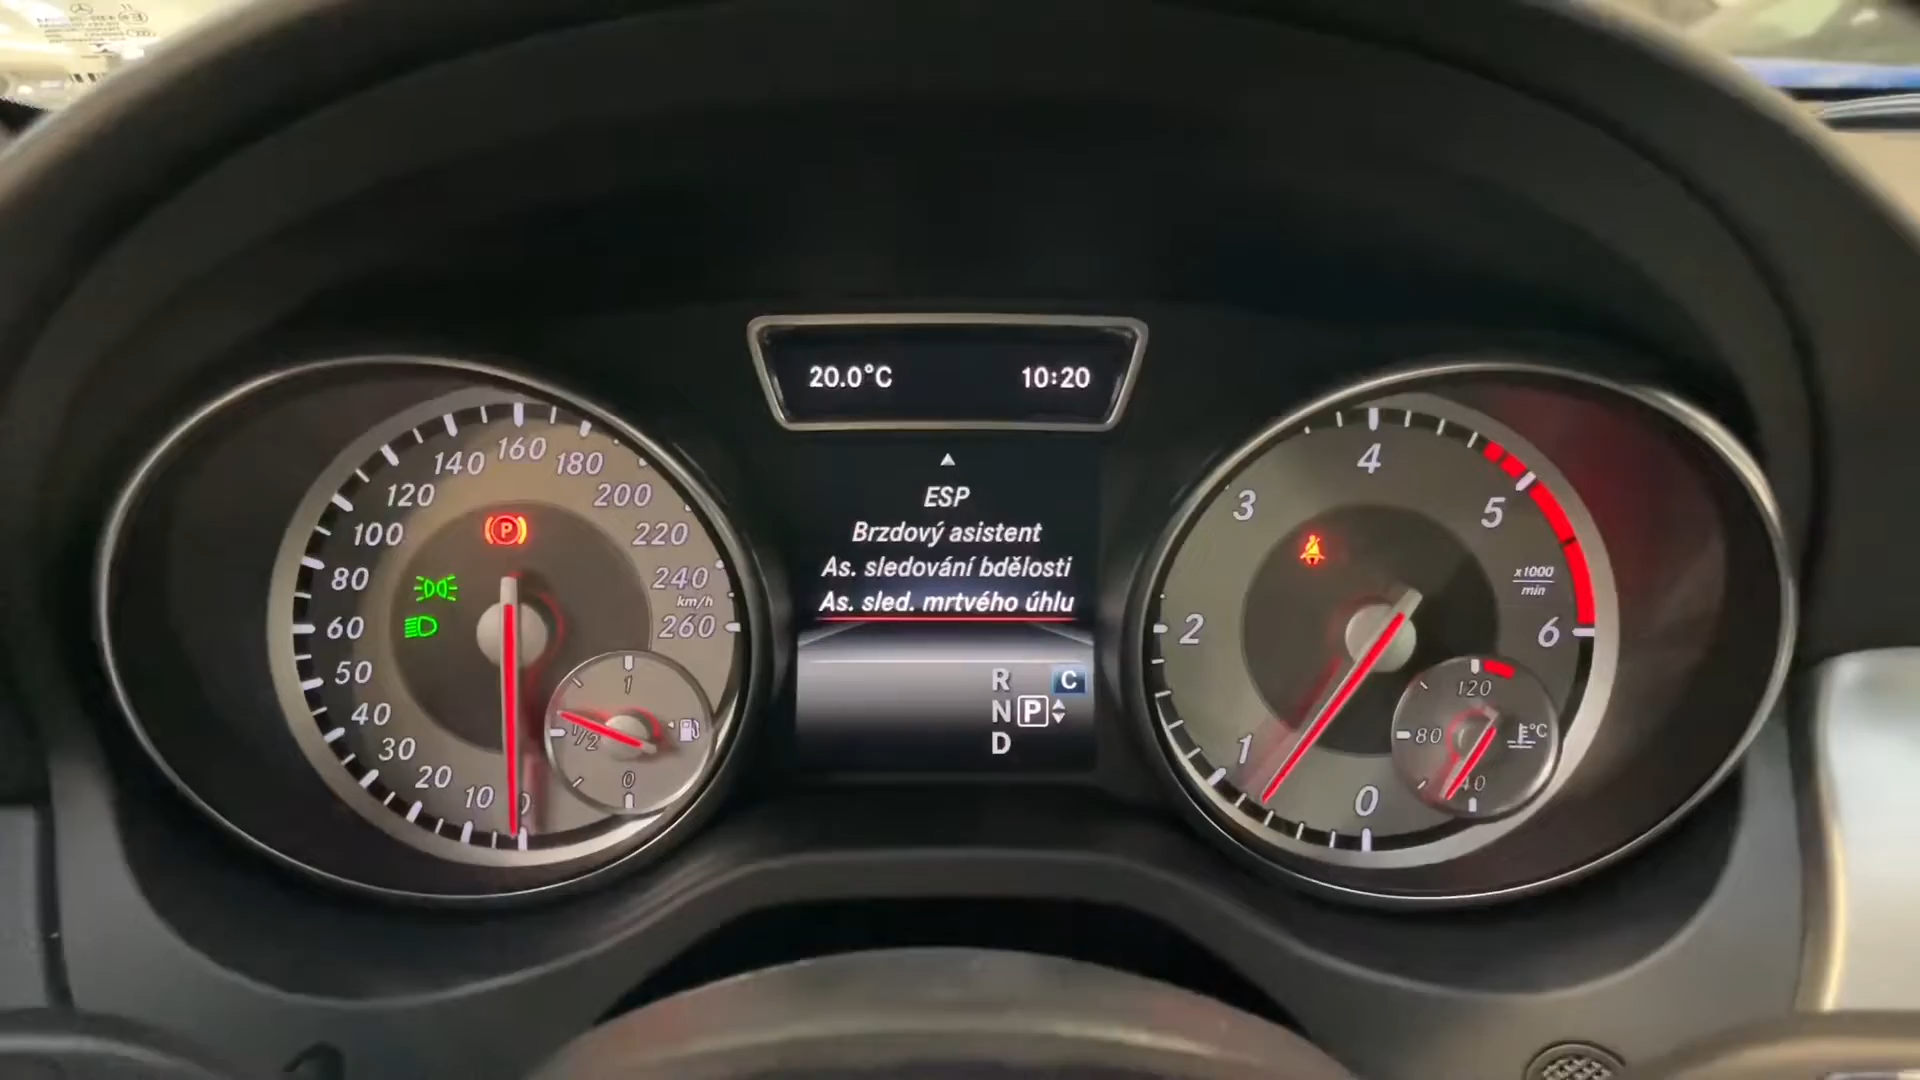 20.0°C 10:20
ESP
Brzdový asistent
As. sledování bdělosti
As. sled. mrtvého úhlu
R C
N P
D
160
140 180
120 200
100 220
80 240
km/h
60 260
50
40
30
20
10
0
P
1
1/2
0
4
3 5
x1000
min
2 6
1
0
120
80 °C
40